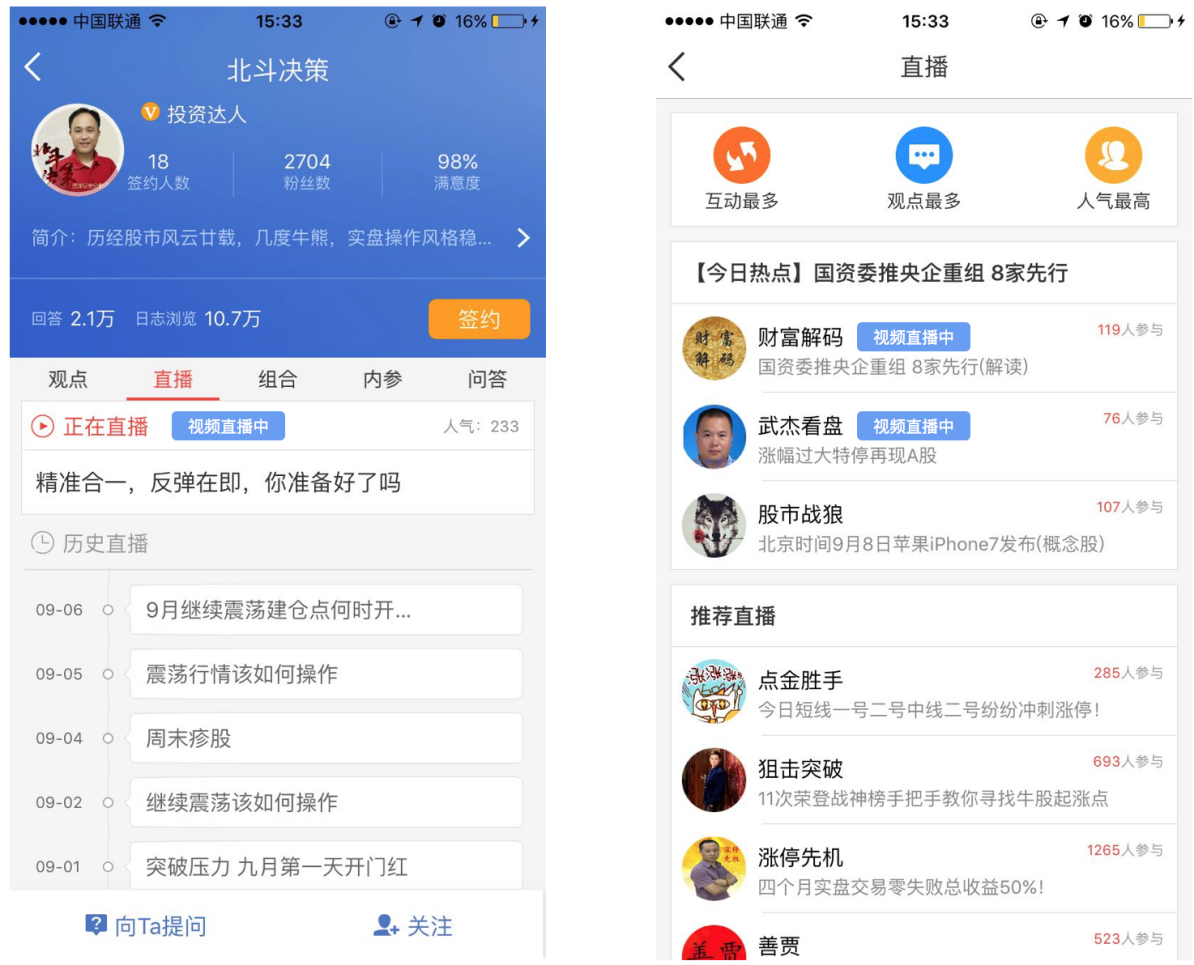 中国联通 15:33 16%
北斗决策
投资达人
18 2704 98%
签约人数 粉丝数 满意度
简介：历经股市风云廿载，几度牛熊，实盘操作风格稳...
回答 2.1万 日志浏览 10.7万 签约
观点 直播 组合 内参 问答
正在直播 视频直播中 人气：233
精准合一，反弹在即，你准备好了吗
历史直播
09-06 9月继续震荡建仓点何时开...
09-05 震荡行情该如何操作
09-04 周末疹股
09-02 继续震荡该如何操作
09-01 突破压力 九月第一天开门红
向Ta提问 关注
中国联通 15:33 16%
直播
互动最多 观点最多 人气最高
【今日热点】国资委推央企重组 8家先行
财富解码
财富解码 视频直播中 119人参与
国资委推央企重组 8家先行(解读)
武杰看盘 视频直播中 76人参与
涨幅过大特停再现A股
股市战狼 107人参与
北京时间9月8日苹果iPhone7发布(概念股)
推荐直播
点金胜手 285人参与
今日短线一号二号中线二号纷纷冲刺涨停！
狙击突破 693人参与
11次荣登战神榜手把手教你寻找牛股起涨点
涨停先机
涨停先机 1265人参与
四个月实盘交易零失败总收益50%！
善贾
善贾 523人参与